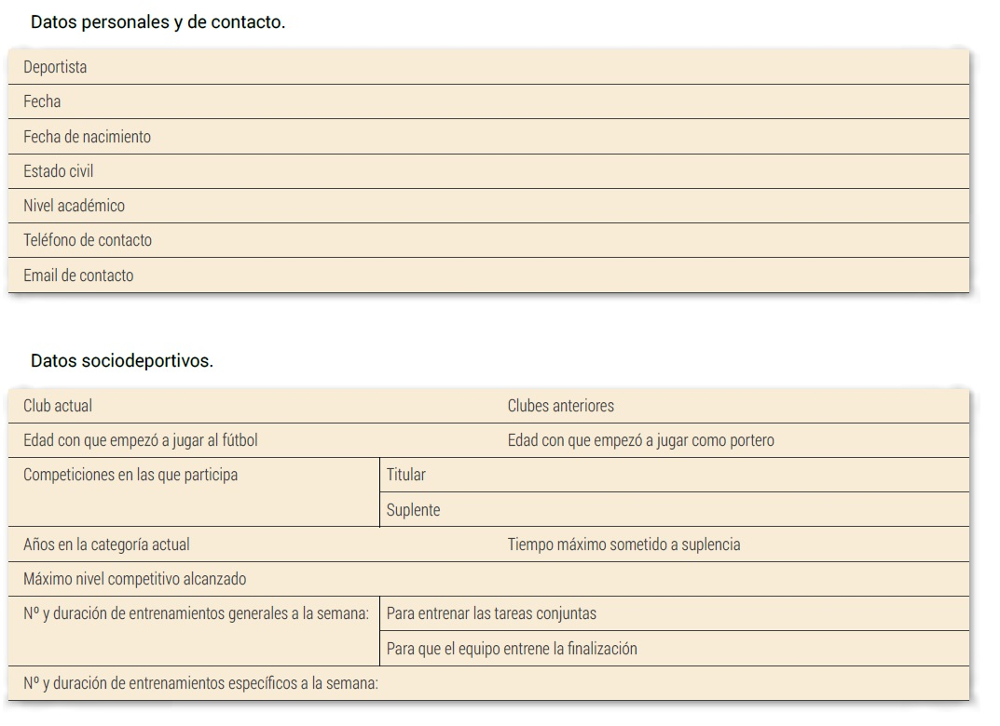 Datos personales y de contacto.
Deportista
Fecha
Fecha de nacimiento
Estado civil
Nivel académico
Teléfono de contacto
Email de contacto
Datos sociodeportivos.
Club actual
Clubes anteriores
Edad con que empezó a jugar al fútbol
Edad con que empezó a jugar como portero
Competiciones en las que participa
Titular
Suplente
Años en la categoría actual
Tiempo máximo sometido a suplencia
Máximo nivel competitivo alcanzado
Nº y duración de entrenamientos generales a la semana:
Para entrenar las tareas conjuntas
Para que el equipo entrene la finalización
Nº y duración de entrenamientos específicos a la semana: